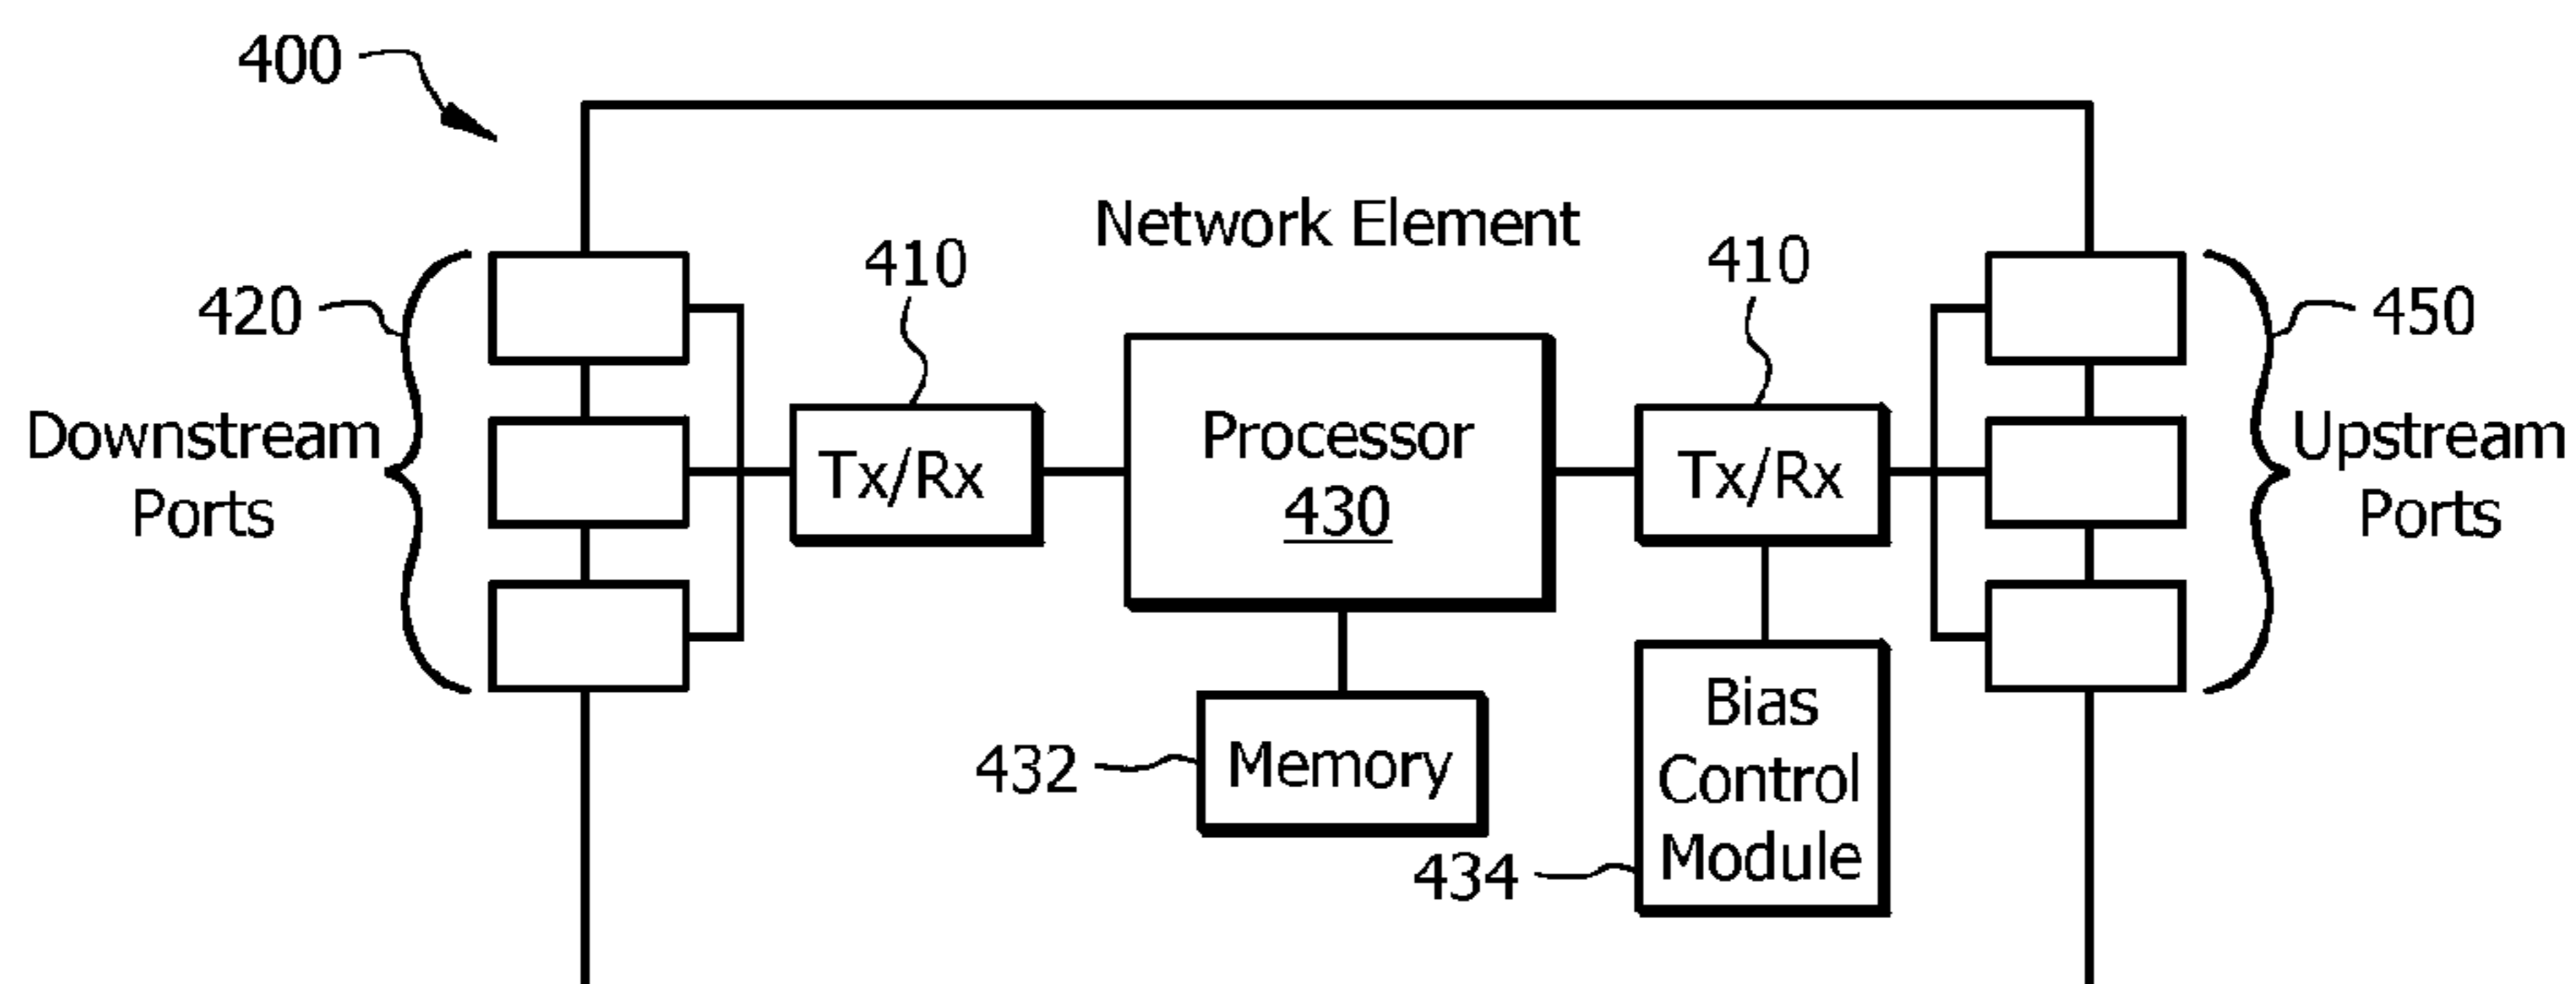 400
Network Element
410
410
420
450
Downstream
Ports
Tx/Rx
Processor
430
Tx/Rx
Upstream
Ports
432
Memory
434
Bias
Control
Module